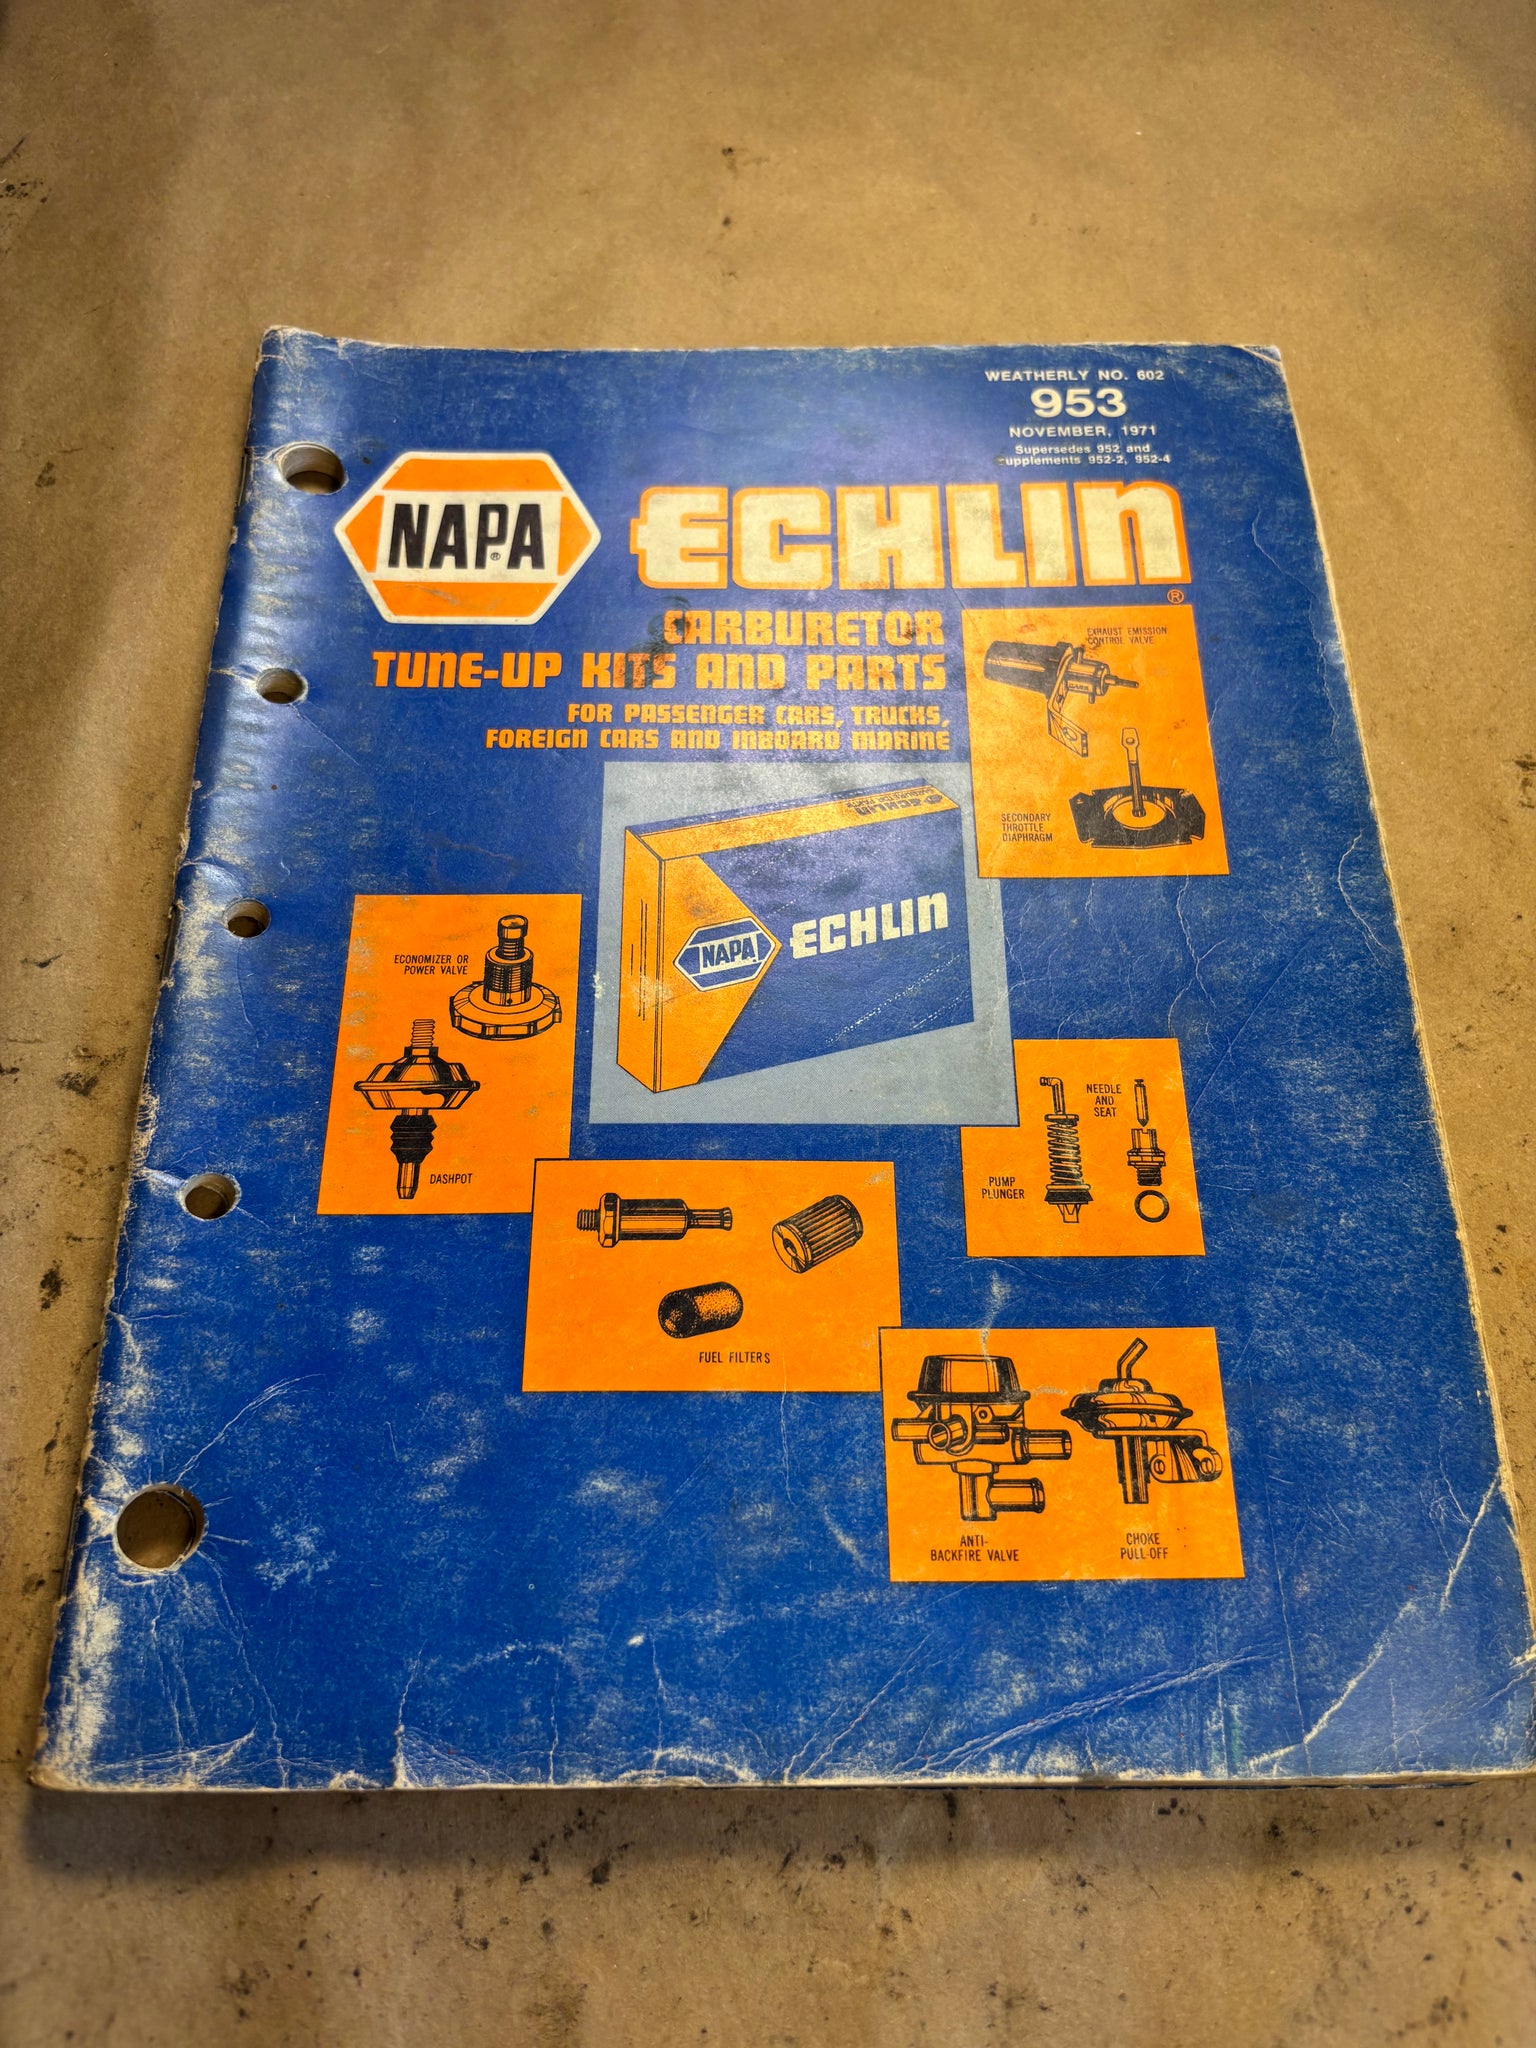 WEATHERLY NO. 602
953
NOVEMBER, 1971
Supersedes 952 and
supplements 952-2, 952-4
NAPA®
ECHLIN®
CARBURETOR
TUNE-UP KITS AND PARTS
FOR PASSENGER CARS, TRUCKS,
FOREIGN CARS AND INBOARD MARINE
EXHAUST EMISSION
CONTROL VALVE
SECONDARY
THROTTLE
DIAPHRAGM
ECHLIN
CARBURETOR PARTS
NAPA
ECHLIN
ECONOMIZER OR
POWER VALVE
DASHPOT
NEEDLE
AND
SEAT
PUMP
PLUNGER
FUEL FILTERS
ANTI-
BACKFIRE VALVE
CHOKE
PULL-OFF